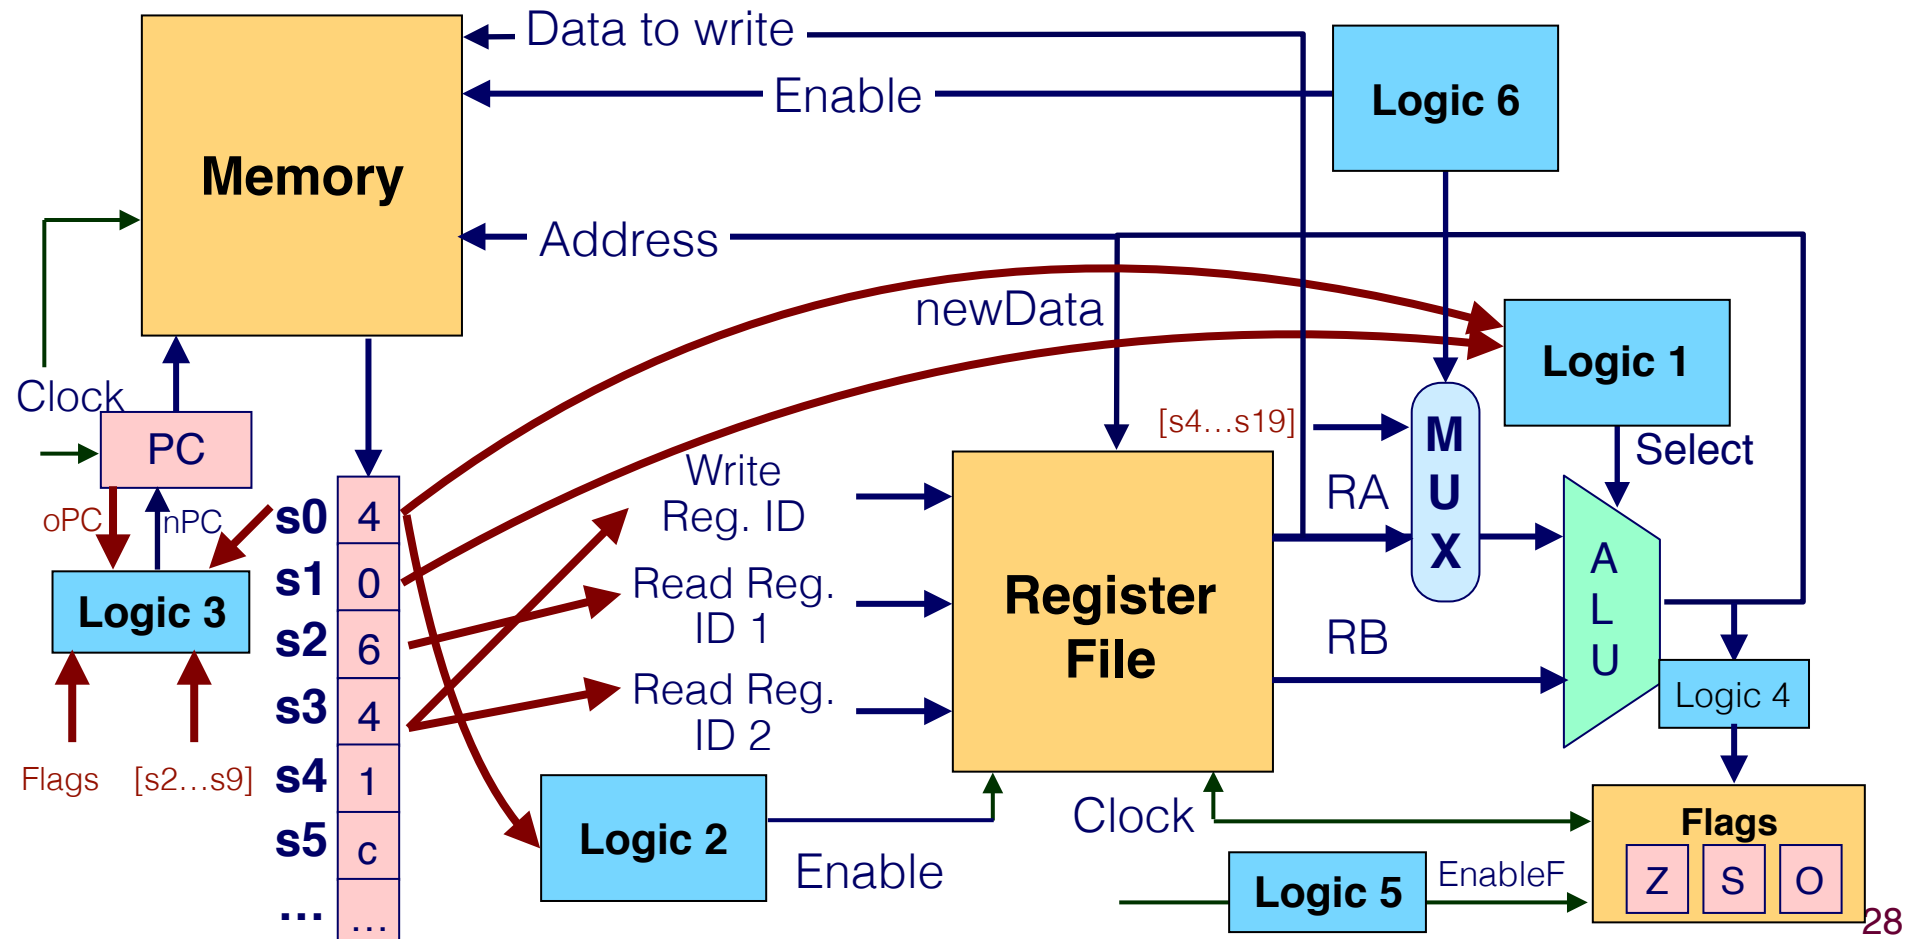 Data to write
Enable
Logic 6
Memory
Address
newData
Logic 1
Clock
PC
[s4...s19]
M
U
X
Select
Write
Reg. ID
RA
oPC
nPC
s0 4
s1 0
s2 6
s3 4
s4 1
s5 c
... ...
Logic 3
Read Reg.
ID 1
Register
File
A
L
U
RB
Read Reg.
ID 2
Logic 4
Flags
[s2...s9]
Logic 2
Enable
Clock
Flags
Z S O
Logic 5
EnableF
28